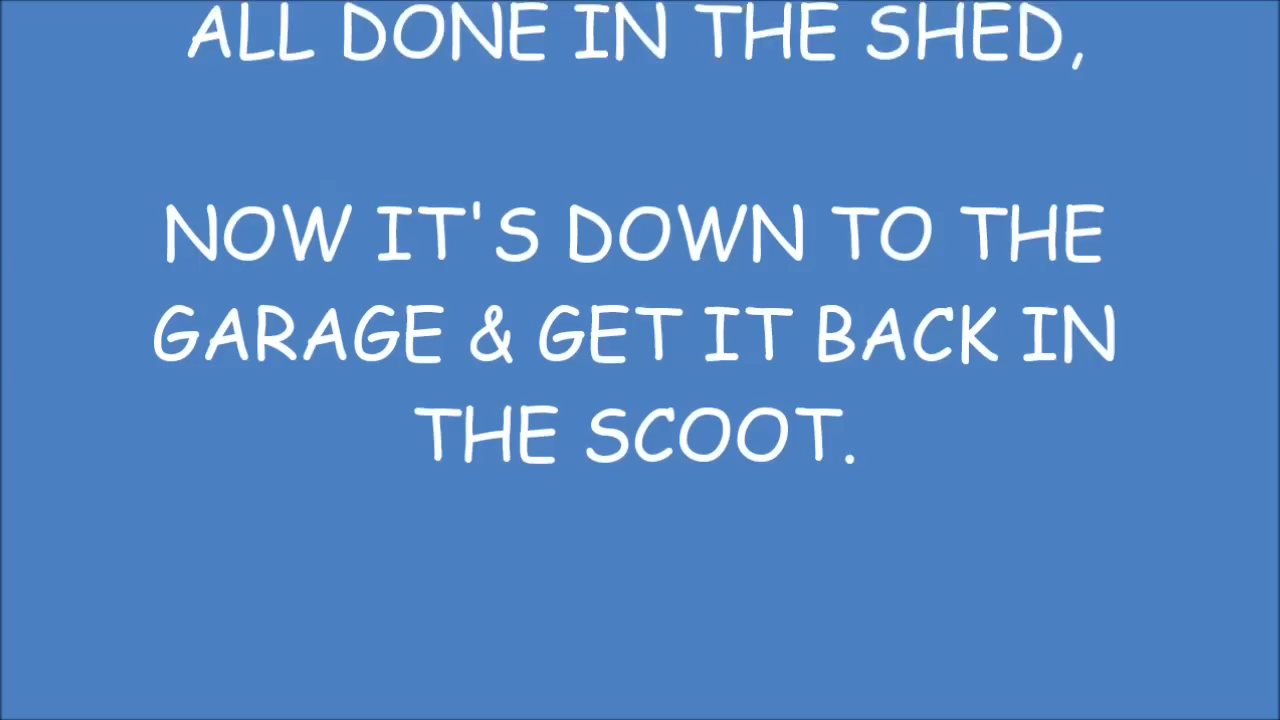 ALL DONE IN THE SHED,
NOW IT'S DOWN TO THE
GARAGE & GET IT BACK IN
THE SCOOT.